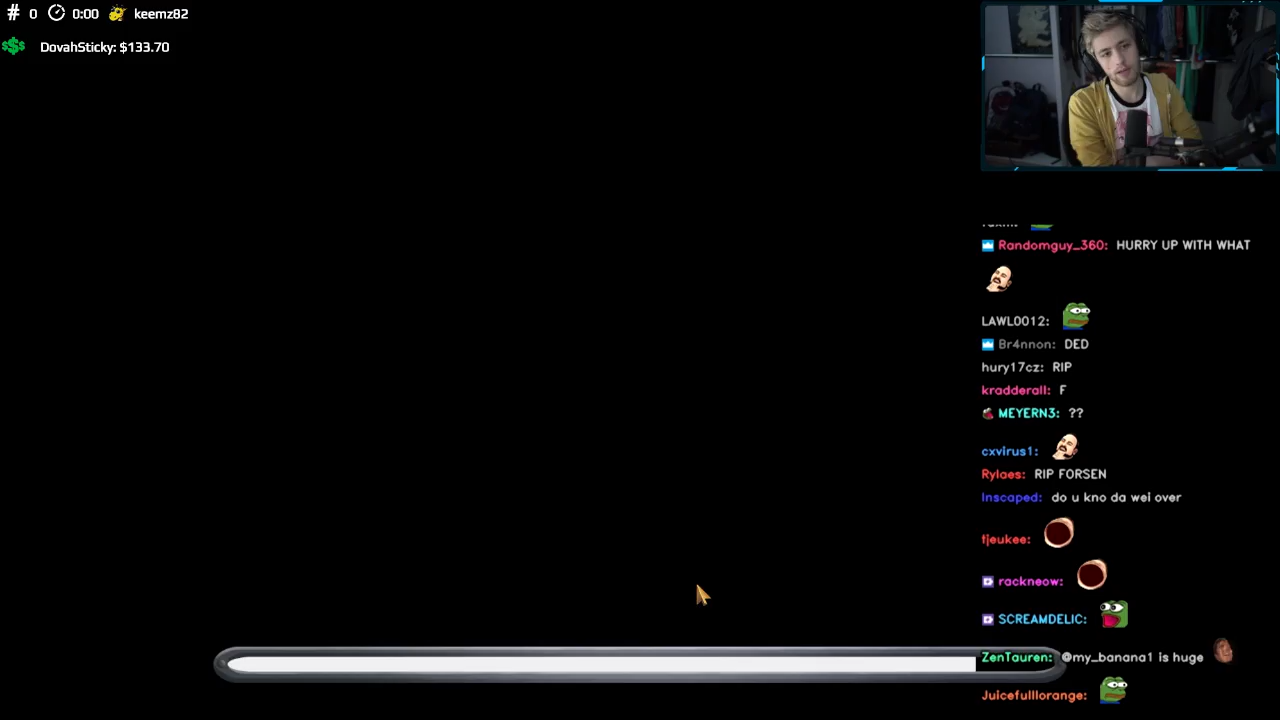 # 0 0:00 keemz82
DovahSticky: $133.70
Randomguy_360: HURRY UP WITH WHAT
LAWL0012:
Br4nnon: DED
hury17cz: RIP
kradderall: F
MEYERN3: ??
cxvirus1:
Rylaes: RIP FORSEN
Inscaped: do u kno da wei over
tjeukee:
rackneow:
SCREAMDELIC:
ZenTauren: @my_banana1 is huge
Juicefulllorange: